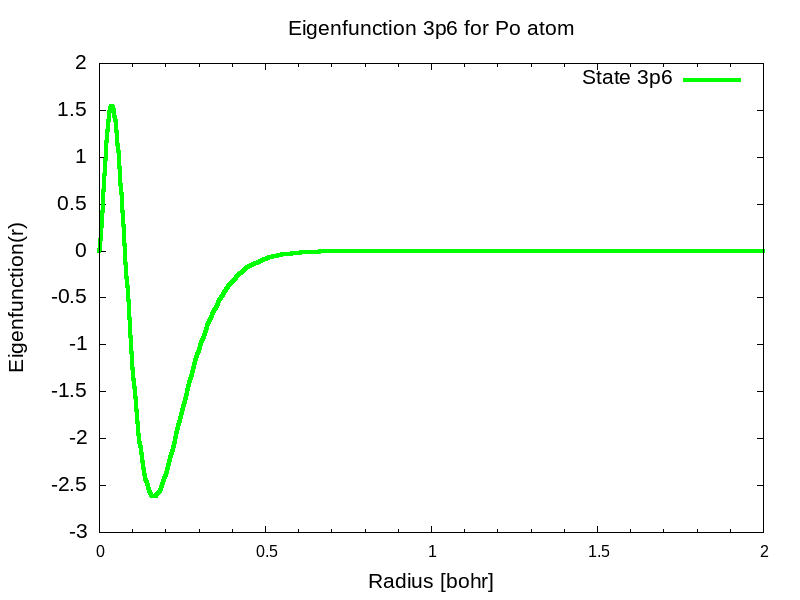 Eigenfunction 3p6 for Po atom
State 3p6
Eigenfunction(r)
2
1.5
1
0.5
0
-0.5
-1
-1.5
-2
-2.5
-3
0 0.5 1 1.5 2
Radius [bohr]